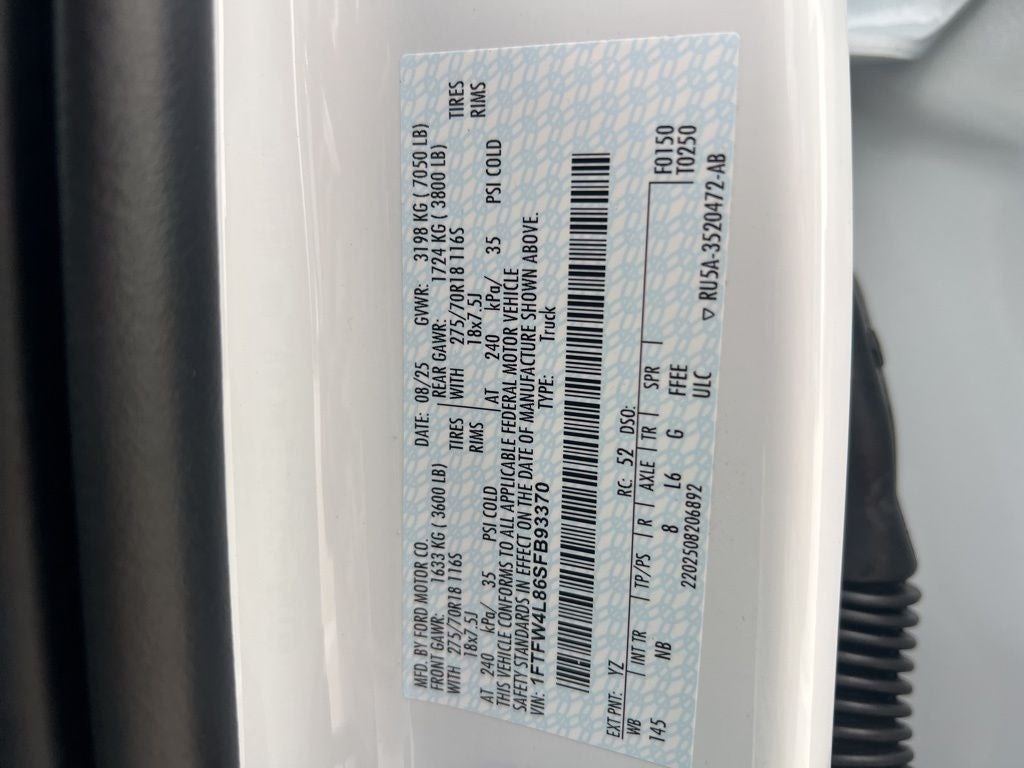 MFD. BY FORD MOTOR CO. DATE: 08/25 GVWR: 3198 KG ( 7050 LB)
FRONT GAWR: 1633 KG ( 3600 LB) REAR GAWR: 1724 KG ( 3800 LB)
WITH 275/70R18 116S TIRES WITH 275/70R18 116S TIRES
18x7.5J RIMS 18x7.5J RIMS
AT 240 kPa/ 35 PSI COLD AT 240 kPa/ 35 PSI COLD
THIS VEHICLE CONFORMS TO ALL APPLICABLE FEDERAL MOTOR VEHICLE
SAFETY STANDARDS IN EFFECT ON THE DATE OF MANUFACTURE SHOWN ABOVE.
VIN: 1FTFW4L86SFB93370 TYPE: Truck
EXT PNT: YZ RC: 52 DSO: F0150
WB INT TR TP/PS R AXLE TR SPR T0250
145 NB 8 L6 G FFEE
2202508206892 ULC ▽ RU5A-3520472-AB